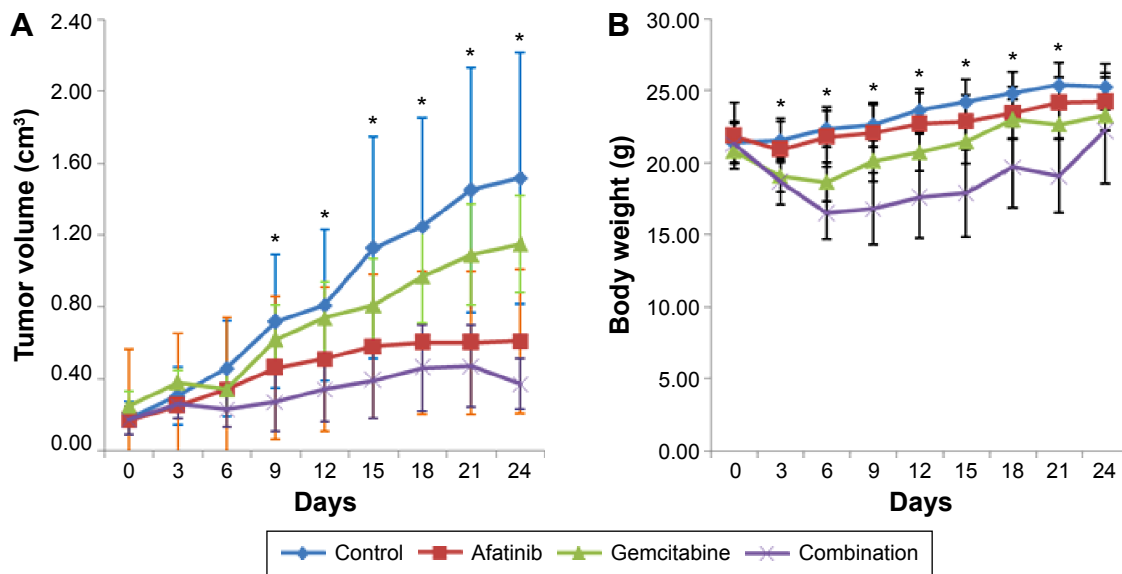 A
Tumor volume (cm³)
2.40
2.00
1.60
1.20
0.80
0.40
0.00
* * * * * *
0 3 6 9 12 15 18 21 24
Days
B
Body weight (g)
30.00
25.00
20.00
15.00
10.00
5.00
0.00
* * * * * * *
0 3 6 9 12 15 18 21 24
Days
Control Afatinib Gemcitabine Combination